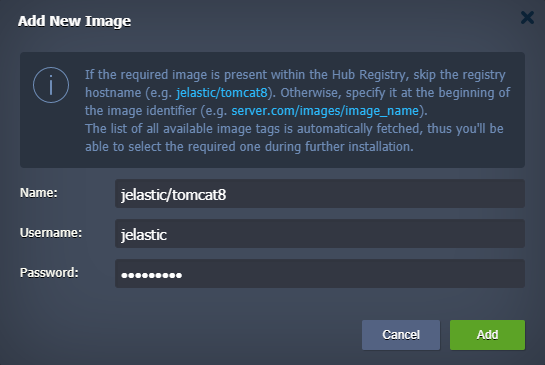 Add New Image
If the required image is present within the Hub Registry, skip the registry
hostname (e.g. jelastic/tomcat8). Otherwise, specify it at the beginning of
the image identifier (e.g. server.com/images/image_name).
The list of all available image tags is automatically fetched, thus you'll be
able to select the required one during further installation.
Name: jelastic/tomcat8
Username: jelastic
Password: •••••••••
Cancel Add